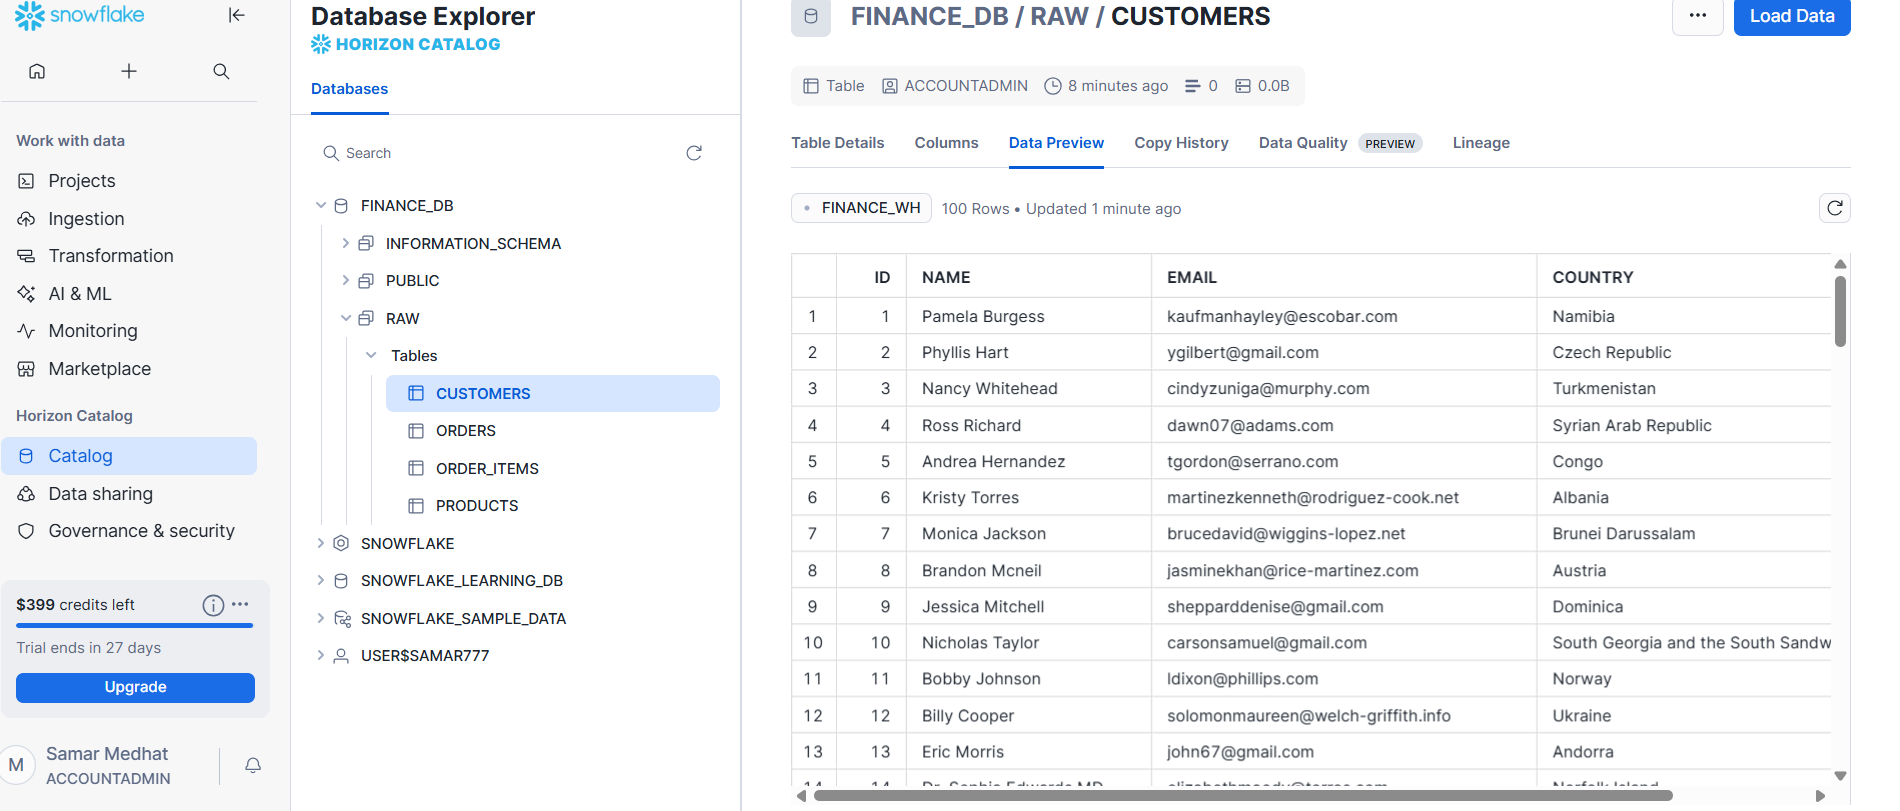 snowflake
Work with data
Projects
Ingestion
Transformation
AI & ML
Monitoring
Marketplace
Horizon Catalog
Catalog
Data sharing
Governance & security
$399 credits left
Trial ends in 27 days
Upgrade
M
Samar Medhat
ACCOUNTADMIN
Database Explorer
HORIZON CATALOG
Databases
Search
FINANCE_DB
INFORMATION_SCHEMA
PUBLIC
RAW
Tables
CUSTOMERS
ORDERS
ORDER_ITEMS
PRODUCTS
SNOWFLAKE
SNOWFLAKE_LEARNING_DB
SNOWFLAKE_SAMPLE_DATA
USER$SAMAR777
FINANCE_DB / RAW / CUSTOMERS
Load Data
Table ACCOUNTADMIN 8 minutes ago 0 0.0B
Table Details Columns Data Preview Copy History Data Quality PREVIEW Lineage
FINANCE_WH 100 Rows • Updated 1 minute ago
ID NAME EMAIL COUNTRY
1 1 Pamela Burgess kaufmanhayley@escobar.com Namibia
2 2 Phyllis Hart ygilbert@gmail.com Czech Republic
3 3 Nancy Whitehead cindyzuniga@murphy.com Turkmenistan
4 4 Ross Richard dawn07@adams.com Syrian Arab Republic
5 5 Andrea Hernandez tgordon@serrano.com Congo
6 6 Kristy Torres martinezkenneth@rodriguez-cook.net Albania
7 7 Monica Jackson brucedavid@wiggins-lopez.net Brunei Darussalam
8 8 Brandon Mcneil jasminekhan@rice-martinez.com Austria
9 9 Jessica Mitchell shepparddenise@gmail.com Dominica
10 10 Nicholas Taylor carsonsamuel@gmail.com South Georgia and the South Sandw
11 11 Bobby Johnson ldixon@phillips.com Norway
12 12 Billy Cooper solomonmaureen@welch-griffith.info Ukraine
13 13 Eric Morris john67@gmail.com Andorra
14 14 Norfolk Island